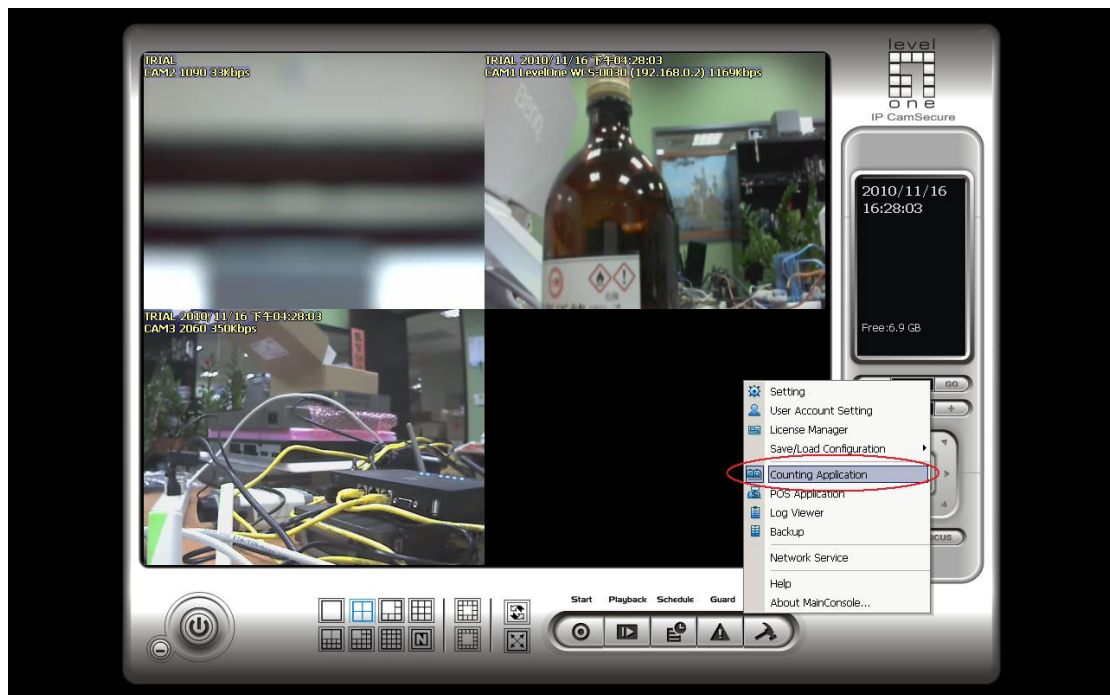 level
one
IP CamSecure
TRIAL
CAM2 1090 33Kbps
TRIAL 2010/11/16 下午04:28:03
CAM1 LevelOne WCS-0030 (192.168.0.2) 1169Kbps
BenQ
2010/11/16
16:28:03
Free:6.9 GB
TRIAL 2010/11/16 下午04:28:03
CAM3 2060 350Kbps
GO
+
Setting
User Account Setting
License Manager
Save/Load Configuration
Counting Application
POS Application
Log Viewer
Backup
Network Service
Help
About MainConsole...
Start Playback Schedule Guard
N